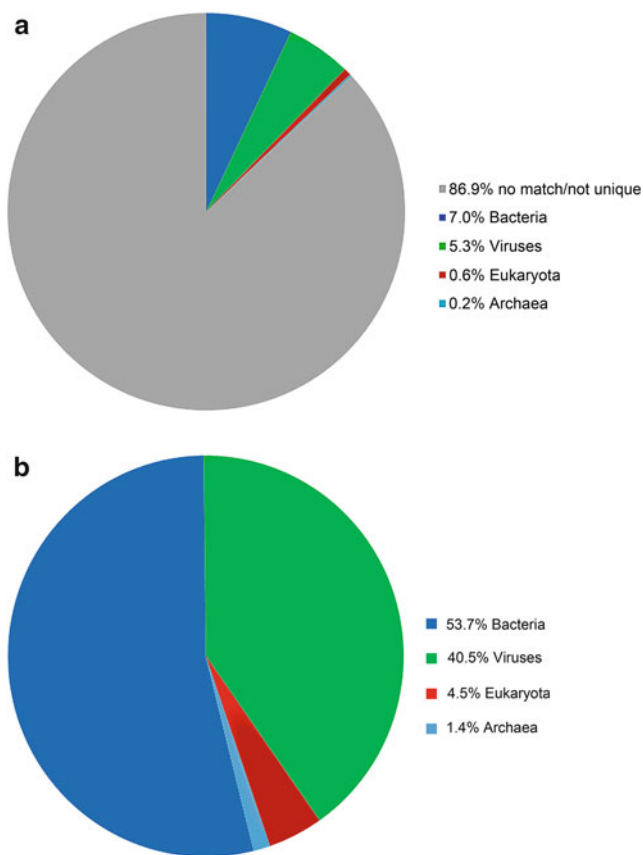 a
86.9% no match/not unique
7.0% Bacteria
5.3% Viruses
0.6% Eukaryota
0.2% Archaea
b
53.7% Bacteria
40.5% Viruses
4.5% Eukaryota
1.4% Archaea